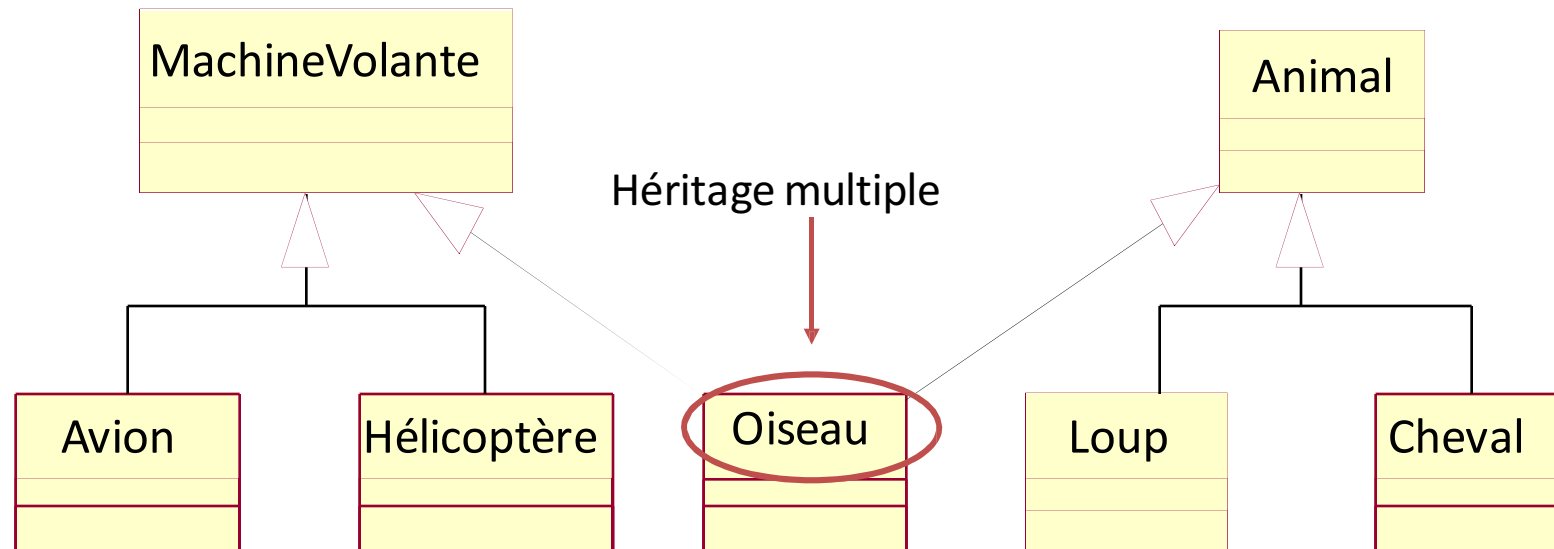 MachineVolante
Animal
Héritage multiple
Avion
Hélicoptère
Oiseau
Loup
Cheval